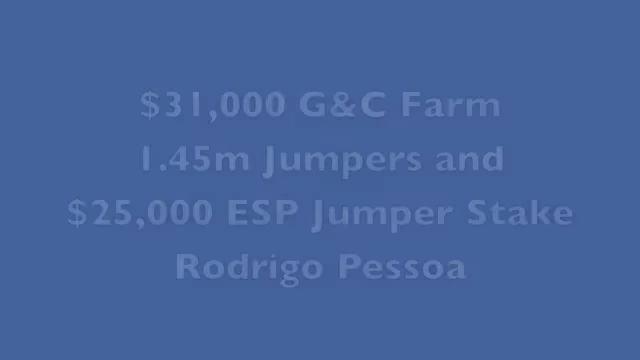 $31,000 G&C Farm
1.45m Jumpers and
$25,000 ESP Jumper Stake
Rodrigo Pessoa